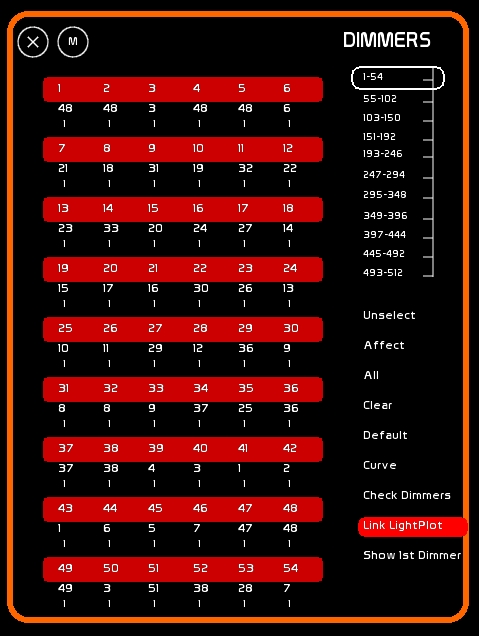 X M DIMMERS
1 2 3 4 5 6
48 48 3 48 48 6
1 1 1 1 1 1
7 8 9 10 11 12
21 18 31 19 32 22
1 1 1 1 1 1
13 14 15 16 17 18
23 33 20 24 27 14
1 1 1 1 1 1
19 20 21 22 23 24
15 17 16 30 26 13
1 1 1 1 1 1
25 26 27 28 29 30
10 11 29 12 36 9
1 1 1 1 1 1
31 32 33 34 35 36
8 8 9 37 25 36
1 1 1 1 1 1
37 38 39 40 41 42
37 38 4 3 1 2
1 1 1 1 1 1
43 44 45 46 47 48
1 6 5 7 47 48
1 1 1 1 1 1
49 50 51 52 53 54
49 3 51 38 28 7
1 1 1 1 1 1
1-54
55-102
103-150
151-192
193-246
247-294
295-348
349-396
397-444
445-492
493-512
Unselect
Affect
All
Clear
Default
Curve
Check Dimmers
Link LightPlot
Show 1st Dimmer